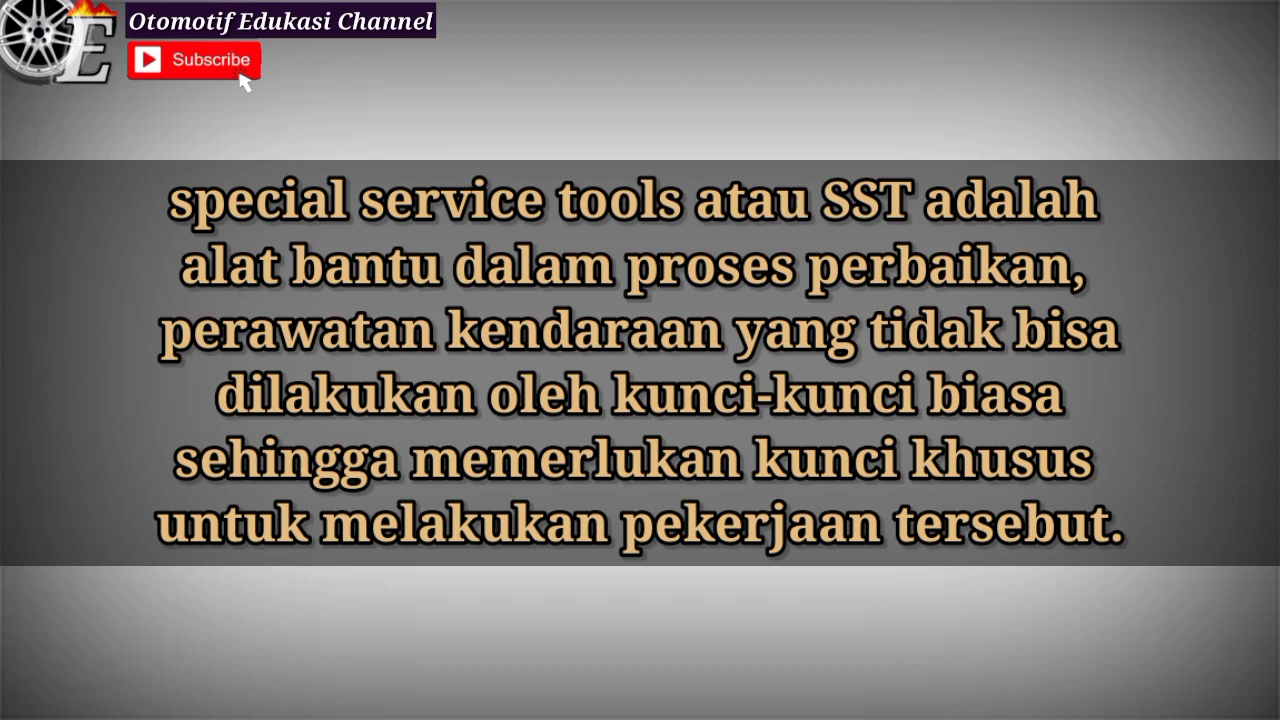 Otomotif Edukasi Channel
E
Subscribe
special service tools atau SST adalah
alat bantu dalam proses perbaikan,
perawatan kendaraan yang tidak bisa
dilakukan oleh kunci-kunci biasa
sehingga memerlukan kunci khusus
untuk melakukan pekerjaan tersebut.